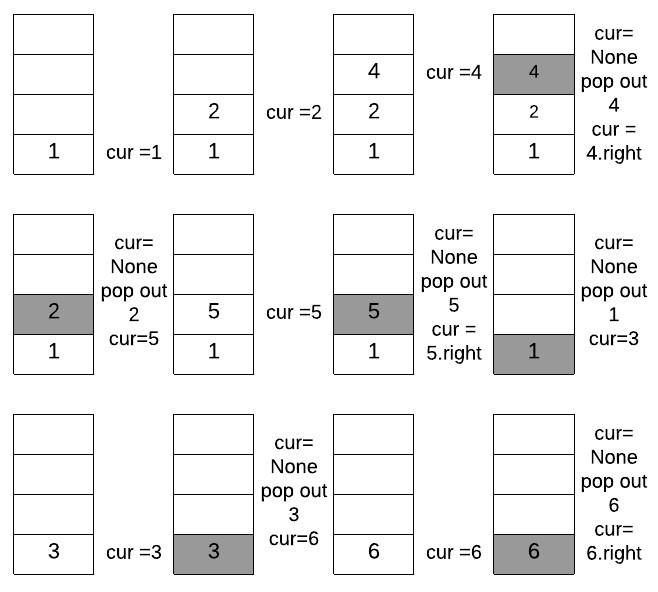 1
cur =1
2
1
cur =2
4
2
1
cur =4
4
2
1
cur=
None
pop out
4
cur =
4.right
2
1
cur=
None
pop out
2
cur=5
5
1
cur =5
5
1
cur=
None
pop out
5
cur =
5.right
1
cur=
None
pop out
1
cur=3
3
cur =3
3
cur=
None
pop out
3
cur=6
6
cur =6
6
cur=
None
pop out
6
cur=
6.right